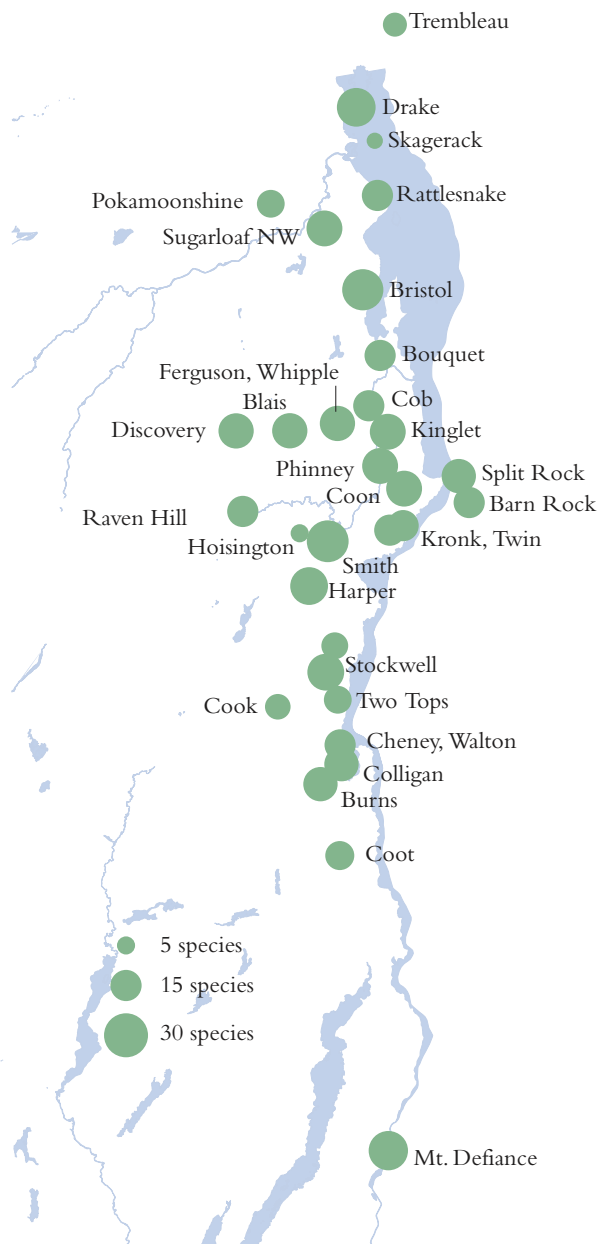 Trembleau
Drake
Skagerack
Rattlesnake
Pokamoonshine
Sugarloaf NW
Bristol
Bouquet
Ferguson, Whipple
Blais
Cob
Discovery
Kinglet
Phinney
Split Rock
Coon
Barn Rock
Raven Hill
Kronk, Twin
Hoisington
Smith
Harper
Stockwell
Two Tops
Cook
Cheney, Walton
Colligan
Burns
Coot
5 species
15 species
30 species
Mt. Defiance